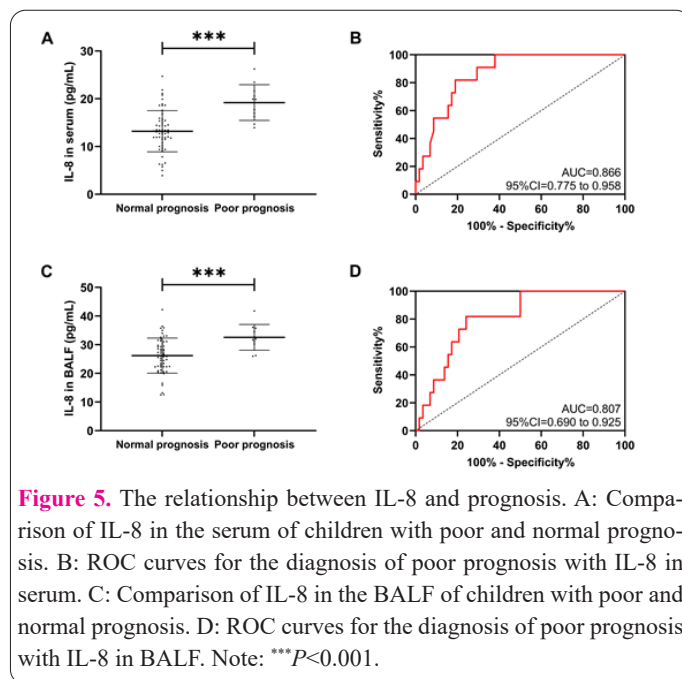 A
***
IL-8 in serum (pg/mL)
30
20
10
0
Normal prognosis Poor prognosis
B
Sensitivity%
100
80
60
40
20
0
AUC=0.866
95%CI=0.775 to 0.958
0 20 40 60 80 100
100% - Specificity%
C
***
IL-8 in BALF (pg/mL)
50
40
30
20
10
0
Normal prognosis Poor prognosis
D
Sensitivity%
100
80
60
40
20
0
AUC=0.807
95%CI=0.690 to 0.925
0 20 40 60 80 100
100% - Specificity%
Figure 5. The relationship between IL-8 and prognosis. A: Compa-
rison of IL-8 in the serum of children with poor and normal progno-
sis. B: ROC curves for the diagnosis of poor prognosis with IL-8 in
serum. C: Comparison of IL-8 in the BALF of children with poor and
normal prognosis. D: ROC curves for the diagnosis of poor prognosis
with IL-8 in BALF. Note: ***P<0.001.